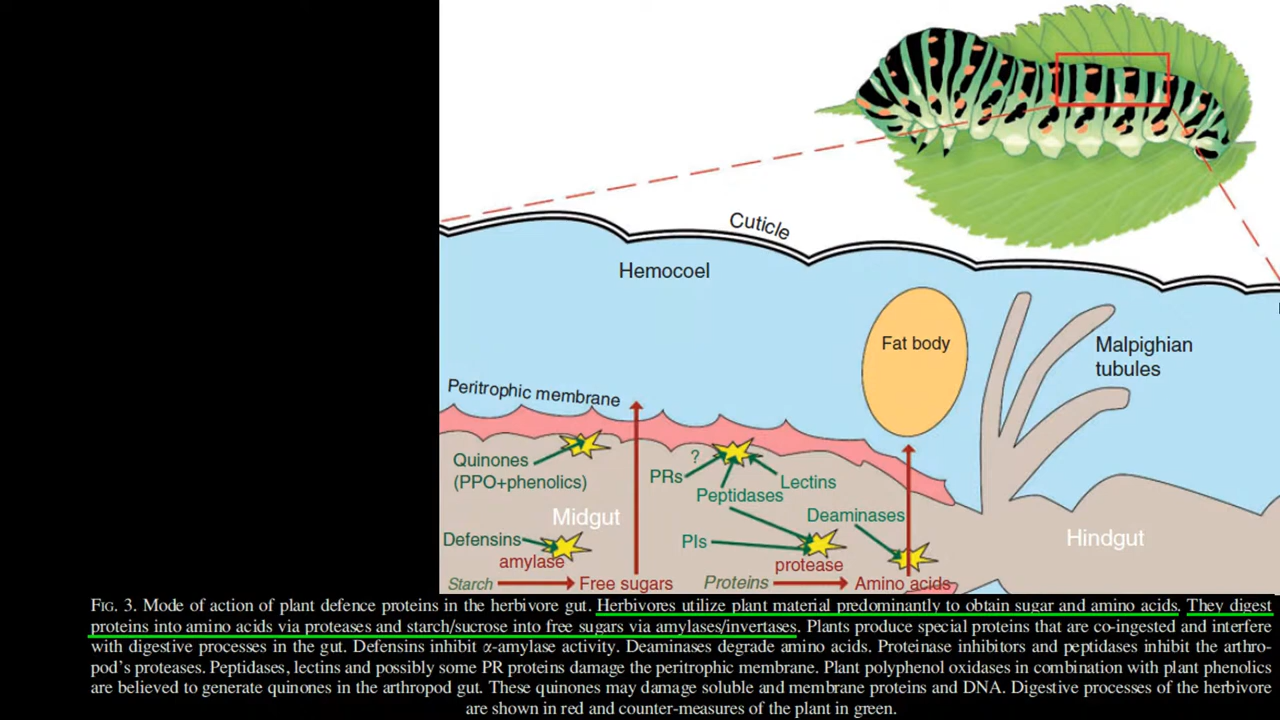 Cuticle
Hemocoel
Fat body
Malpighian
tubules
Peritrophic membrane
Quinones
(PPO+phenolics)
?
PRs
Lectins
Peptidases
Midgut
Deaminases
Defensins
PIs
Hindgut
amylase
protease
Starch
Free sugars
Proteins
Amino acids
FIG. 3. Mode of action of plant defence proteins in the herbivore gut. Herbivores utilize plant material predominantly to obtain sugar and amino acids. They digest
proteins into amino acids via proteases and starch/sucrose into free sugars via amylases/invertases. Plants produce special proteins that are co-ingested and interfere
with digestive processes in the gut. Defensins inhibit α-amylase activity. Deaminases degrade amino acids. Proteinase inhibitors and peptidases inhibit the arthro-
pod's proteases. Peptidases, lectins and possibly some PR proteins damage the peritrophic membrane. Plant polyphenol oxidases in combination with plant phenolics
are believed to generate quinones in the arthropod gut. These quinones may damage soluble and membrane proteins and DNA. Digestive processes of the herbivore
are shown in red and counter-measures of the plant in green.